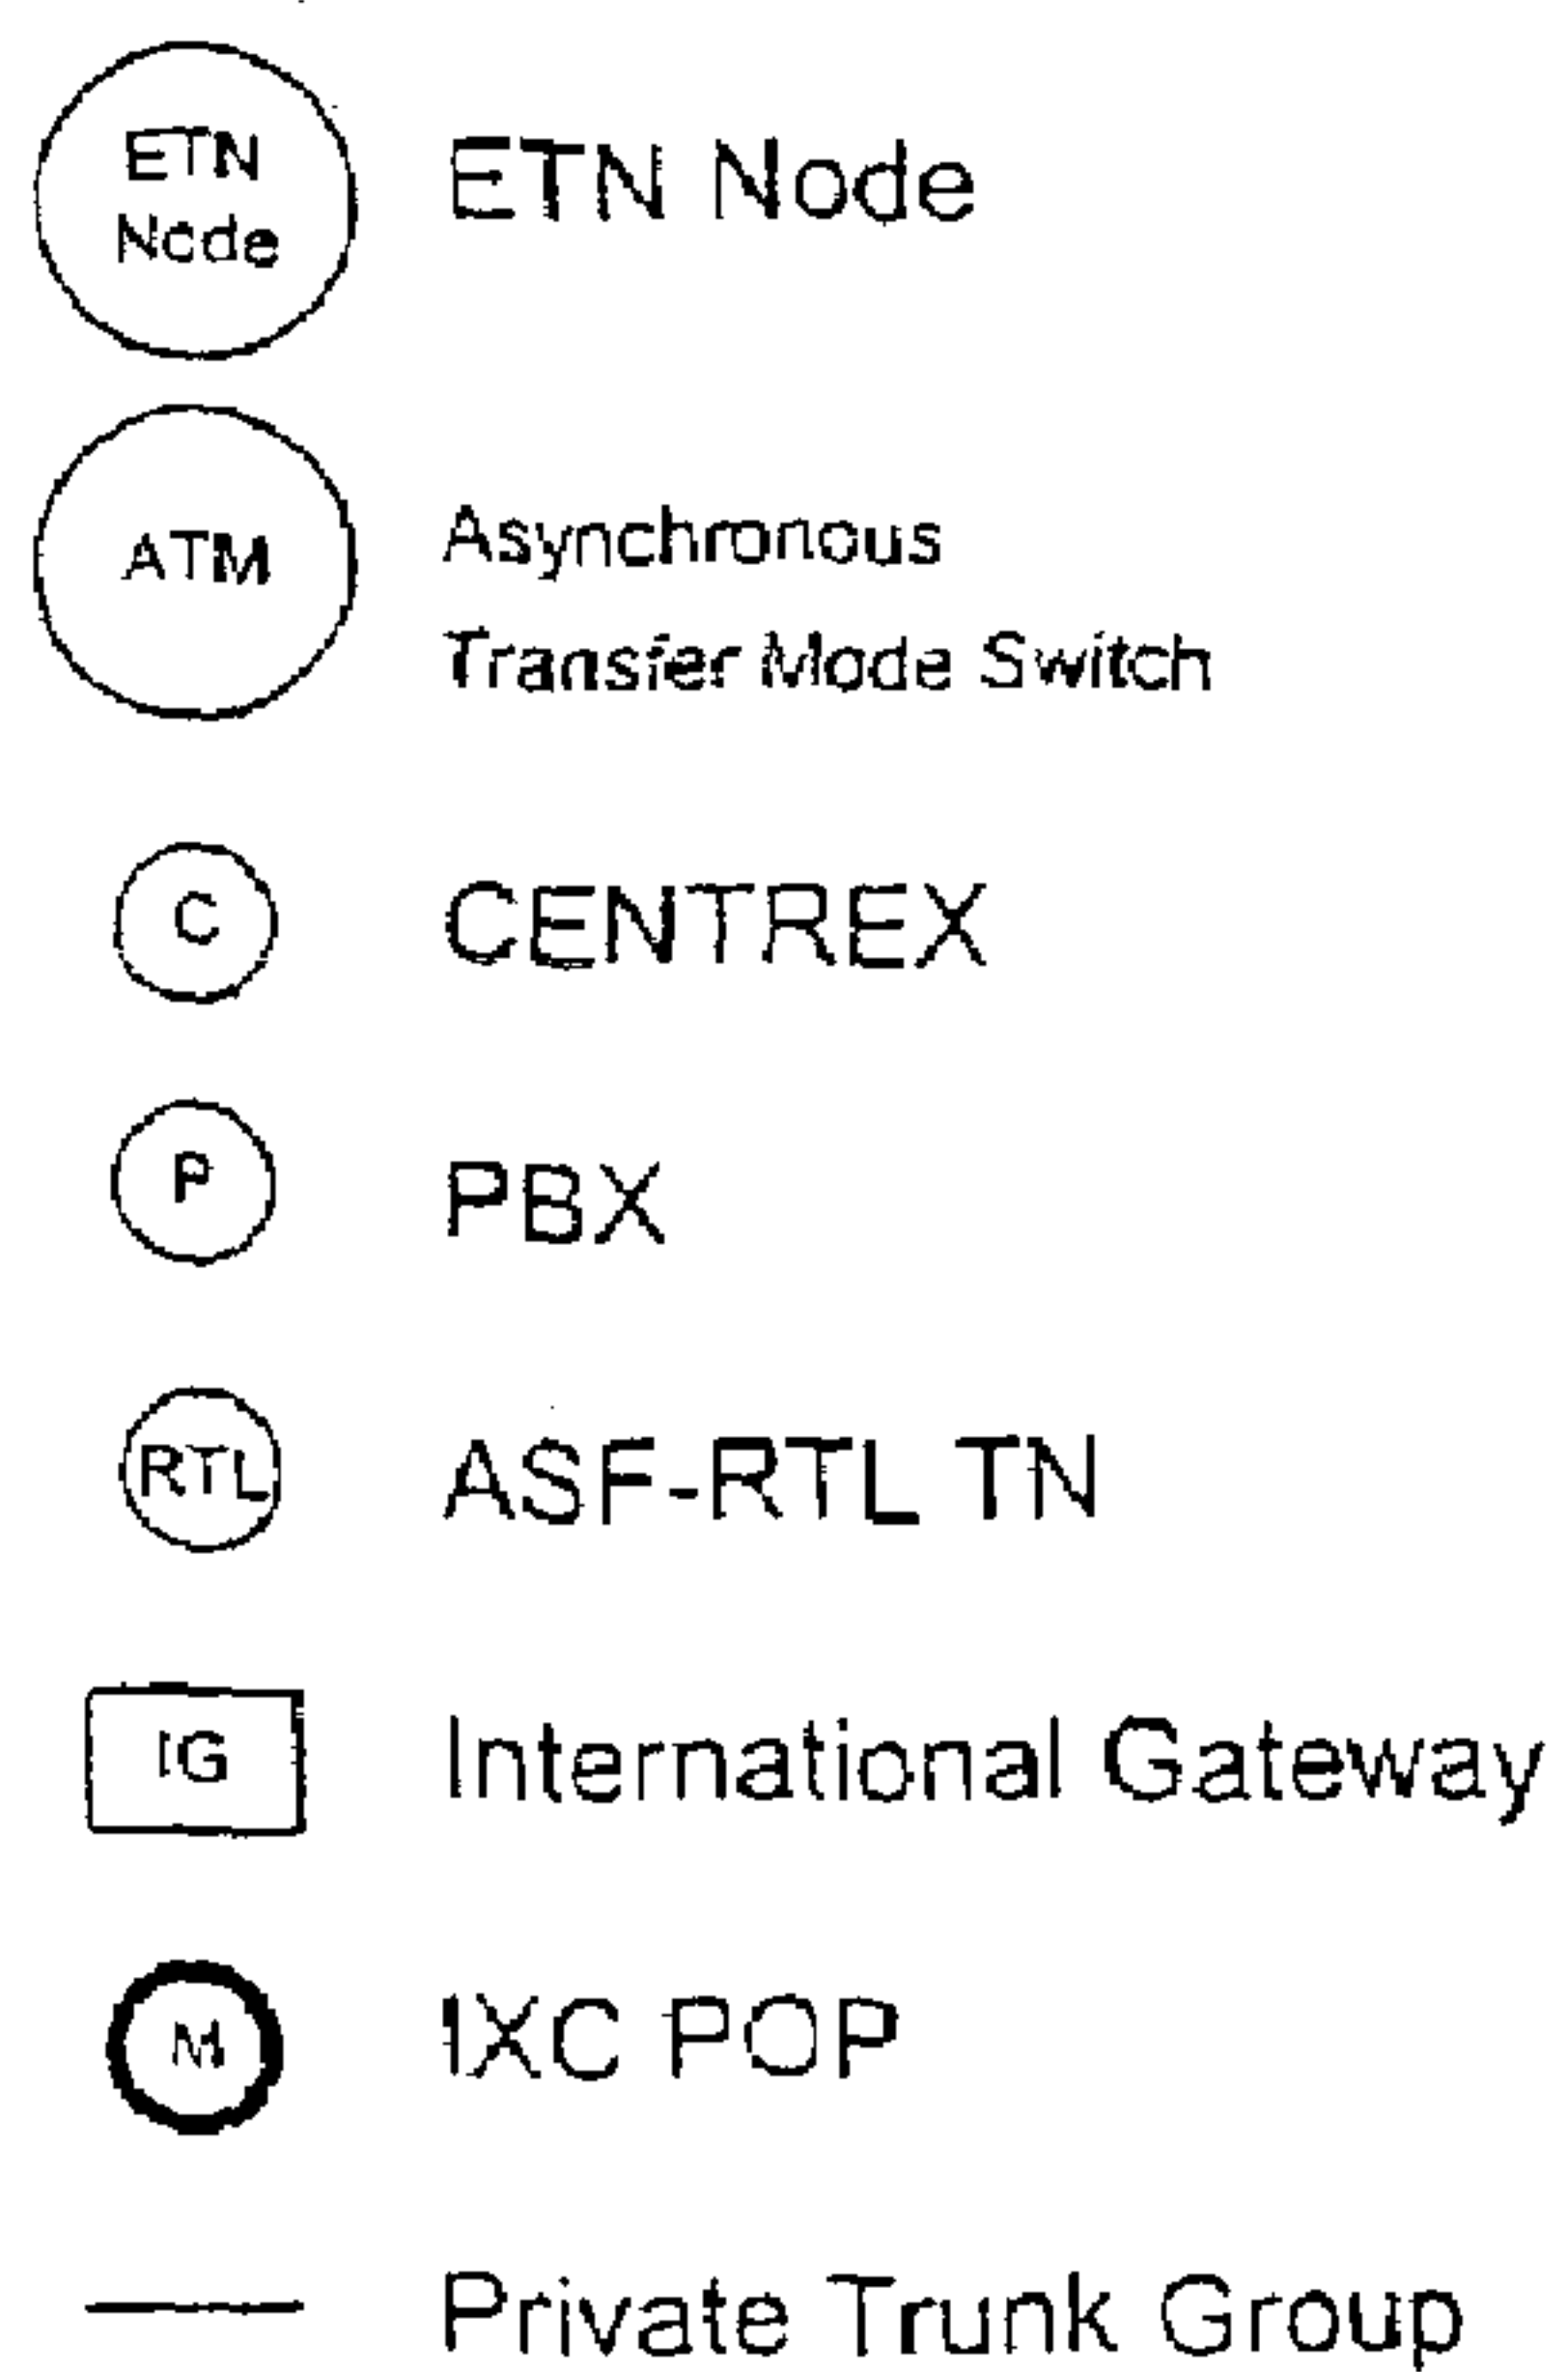 ETN
Node
ETN Node
ATM
Asynchronous
Transfer Mode Switch
C
CENTREX
P
PBX
RTL
ASF-RTL TN
IG
International Gateway
M
IXC POP
Private Trunk Group